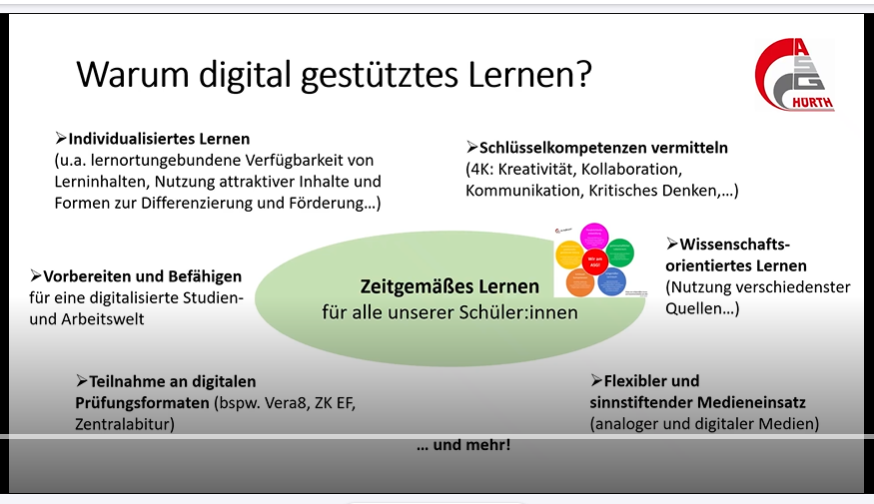 Warum digital gestütztes Lernen?
ASG
HÜRTH
➢Individualisiertes Lernen
(u.a. lernortungebundene Verfügbarkeit von
Lerninhalten, Nutzung attraktiver Inhalte und
Formen zur Differenzierung und Förderung…)
➢Schlüsselkompetenzen vermitteln
(4K: Kreativität, Kollaboration,
Kommunikation, Kritisches Denken,…)
➢Vorbereiten und Befähigen
für eine digitalisierte Studien-
und Arbeitswelt
Zeitgemäßes Lernen
für alle unserer Schüler:innen
➢Wissenschafts-
orientiertes Lernen
(Nutzung verschiedenster
Quellen…)
➢Teilnahme an digitalen
Prüfungsformaten (bspw. Vera8, ZK EF,
Zentralabitur)
➢Flexibler und
sinnstiftender Medieneinsatz
(analoger und digitaler Medien)
… und mehr!